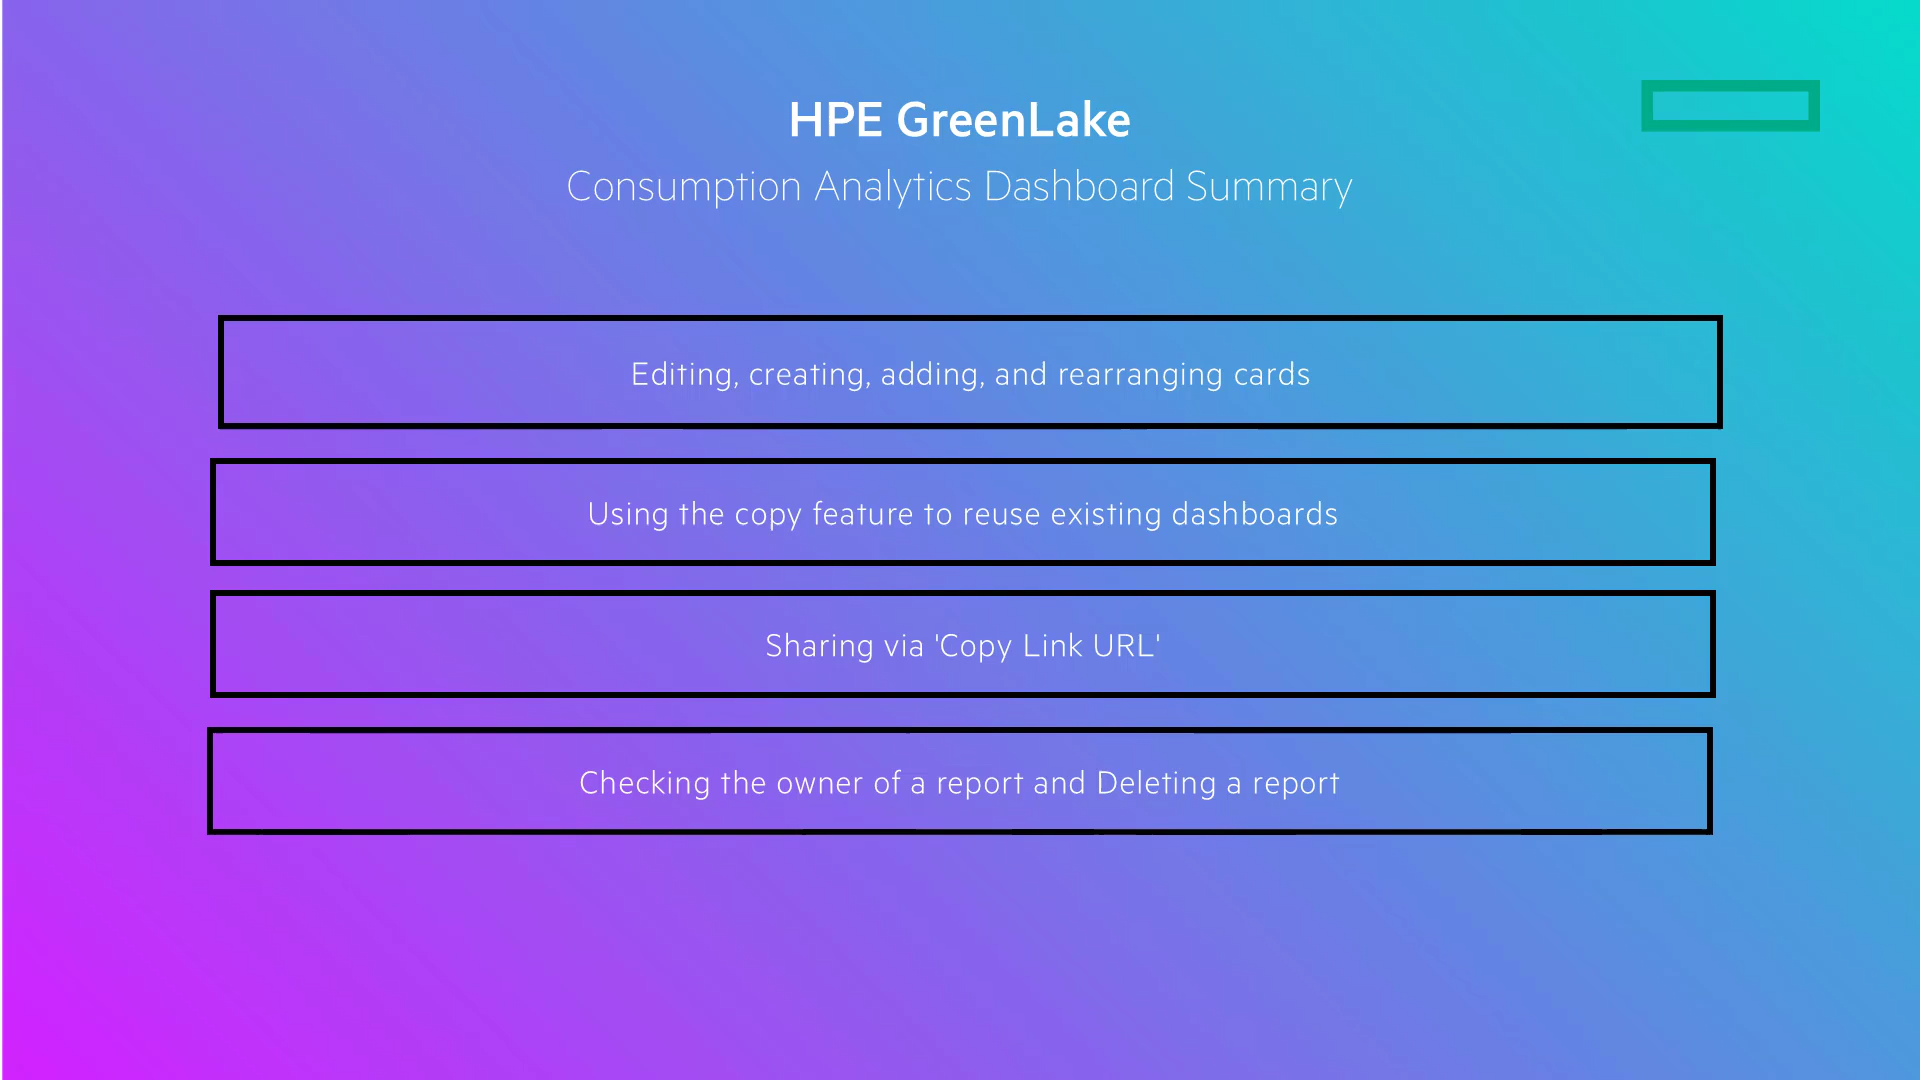 HPE GreenLake
Consumption Analytics Dashboard Summary
Editing, creating, adding, and rearranging cards
Using the copy feature to reuse existing dashboards
Sharing via 'Copy Link URL'
Checking the owner of a report and Deleting a report